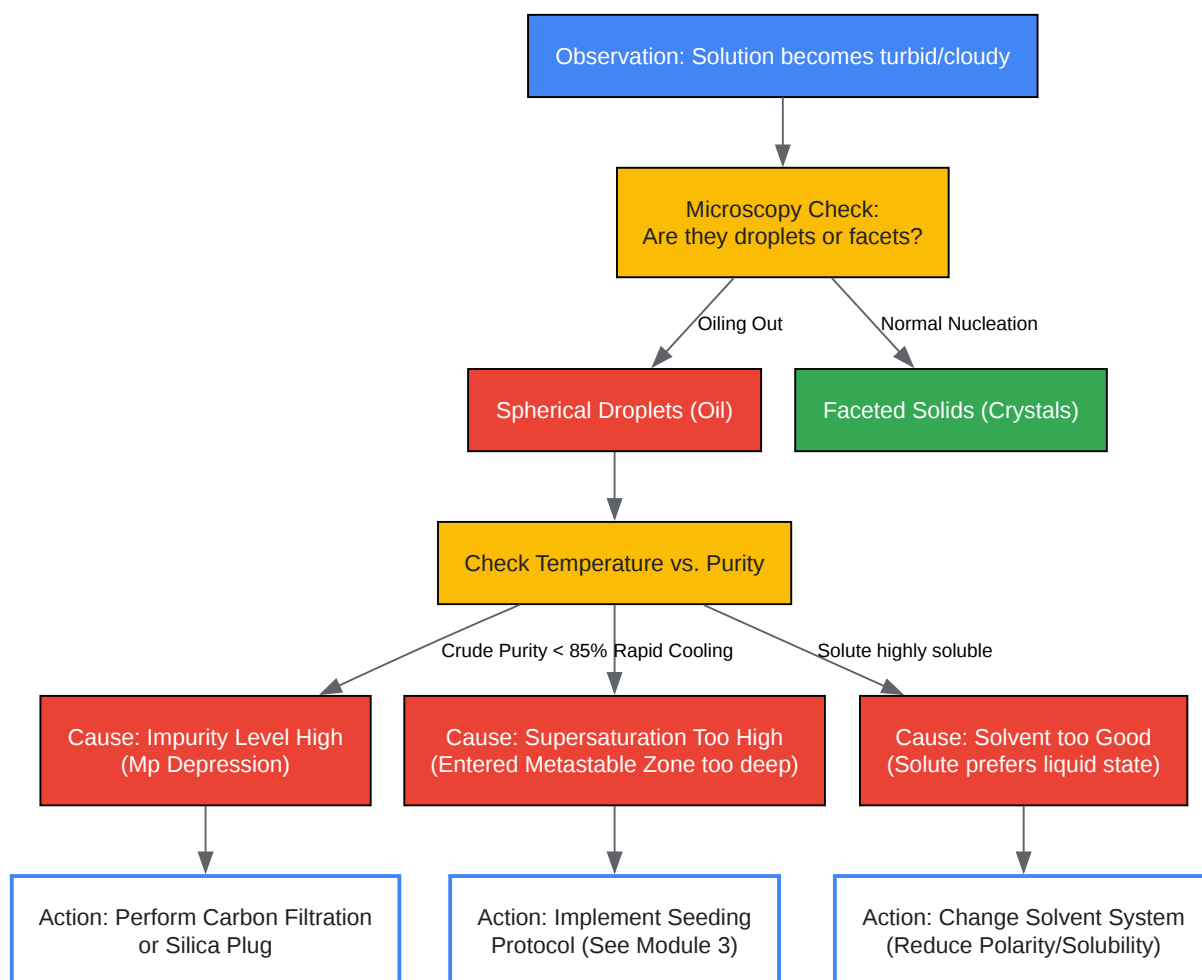 Observation: Solution becomes turbid/cloudy
Microscopy Check:
Are they droplets or facets?
Oiling Out
Normal Nucleation
Spherical Droplets (Oil)
Faceted Solids (Crystals)
Check Temperature vs. Purity
Crude Purity < 85%
Rapid Cooling
Solute highly soluble
Cause: Impurity Level High
(Mp Depression)
Cause: Supersaturation Too High
(Entered Metastable Zone too deep)
Cause: Solvent too Good
(Solute prefers liquid state)
Action: Perform Carbon Filtration
or Silica Plug
Action: Implement Seeding
Protocol (See Module 3)
Action: Change Solvent System
(Reduce Polarity/Solubility)